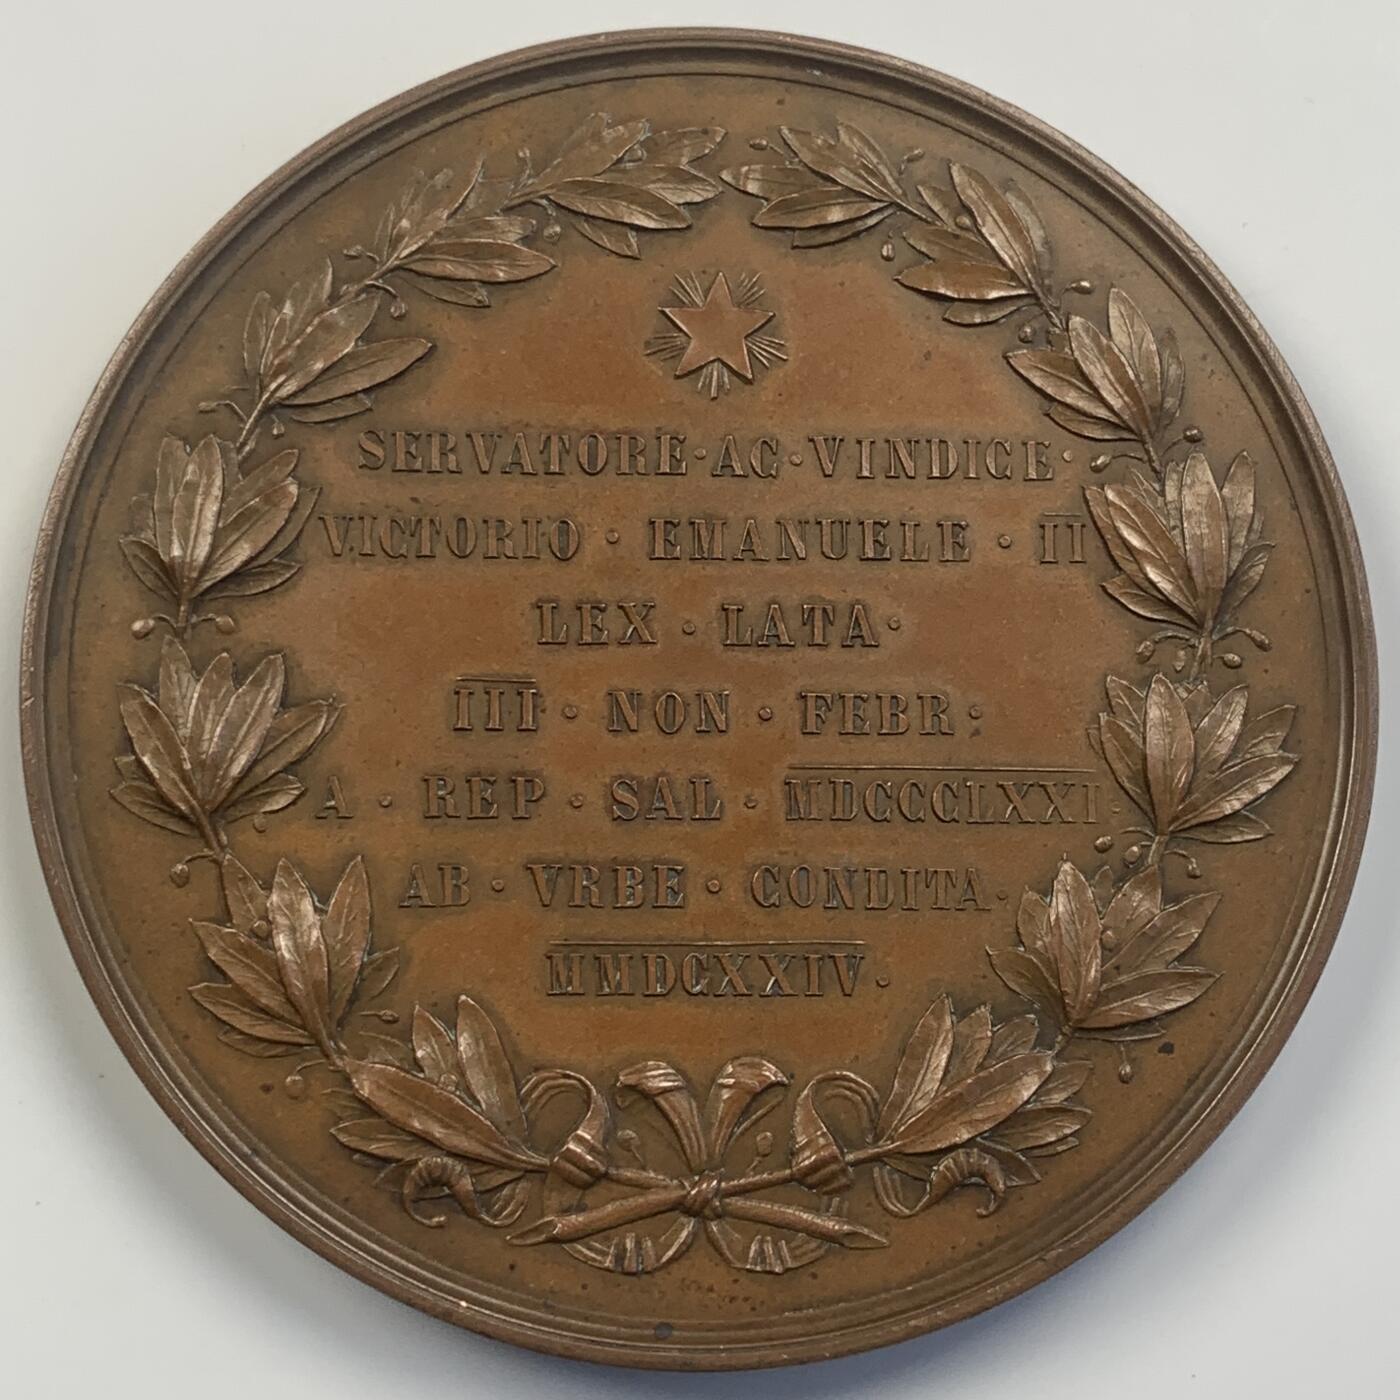 SERVATORE · AC · VINDICE ·
VICTORIO · EMANUELE · II
LEX · LATA ·
III · NON · FEBR ·
A · REP · SAL · MDCCCLXXI ·
AB · VRBE · CONDITA ·
MMDCXXIV ·